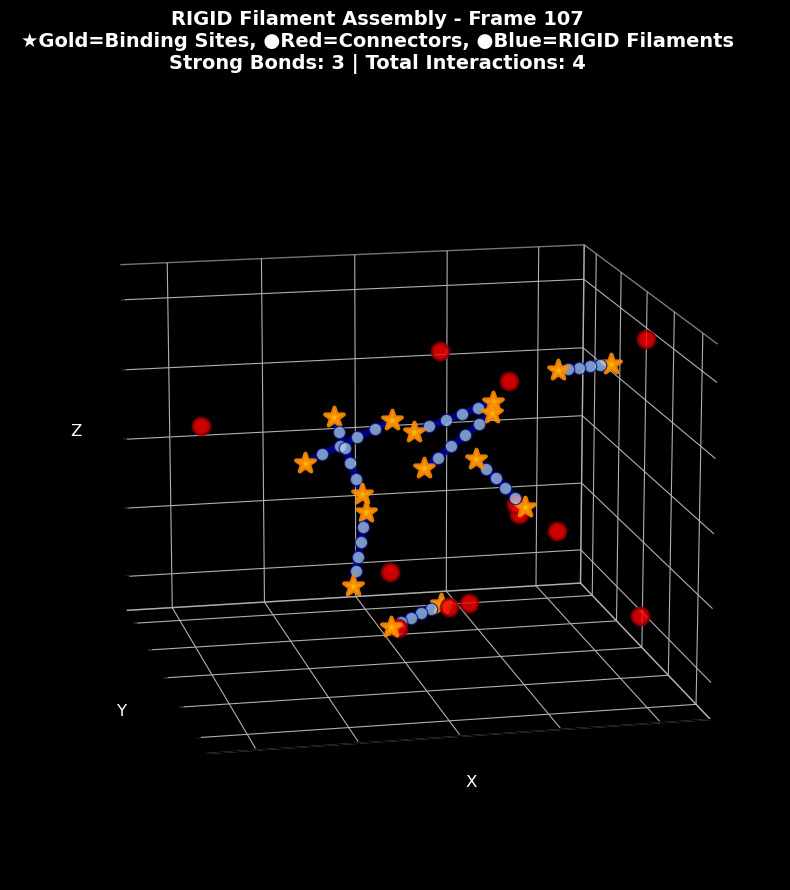 RIGID Filament Assembly - Frame 107
★Gold=Binding Sites, ●Red=Connectors, ●Blue=RIGID Filaments
Strong Bonds: 3 | Total Interactions: 4
Z
Y
X